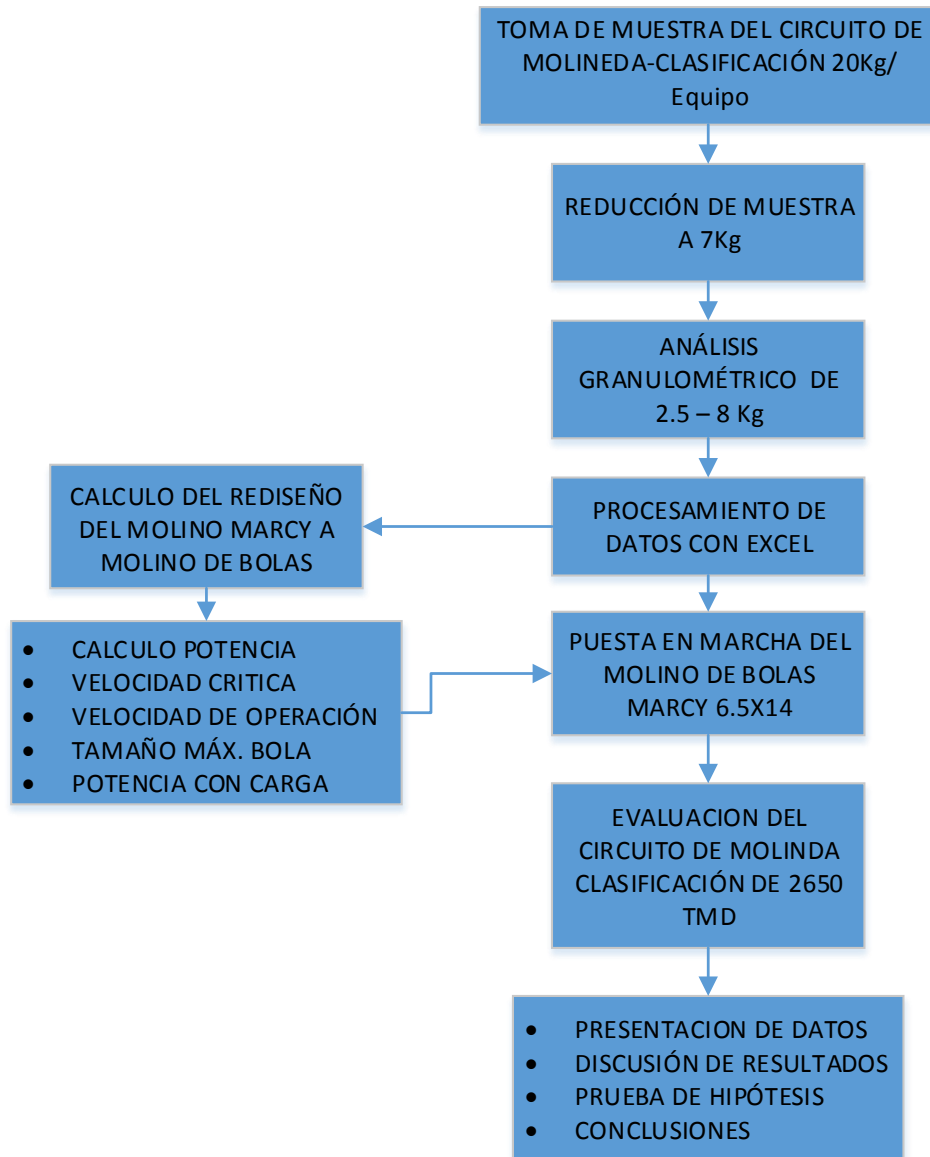 TOMA DE MUESTRA DEL CIRCUITO DE
MOLINEDA-CLASIFICACIÓN 20Kg/
Equipo
REDUCCIÓN DE MUESTRA
A 7Kg
ANÁLISIS
GRANULOMÉTRICO DE
2.5 – 8 Kg
PROCESAMIENTO DE
DATOS CON EXCEL
CALCULO DEL REDISEÑO
DEL MOLINO MARCY A
MOLINO DE BOLAS
• CALCULO POTENCIA
• VELOCIDAD CRITICA
• VELOCIDAD DE OPERACIÓN
• TAMAÑO MÁX. BOLA
• POTENCIA CON CARGA
PUESTA EN MARCHA DEL
MOLINO DE BOLAS
MARCY 6.5X14
EVALUACION DEL
CIRCUITO DE MOLINDA
CLASIFICACIÓN DE 2650
TMD
• PRESENTACION DE DATOS
• DISCUSIÓN DE RESULTADOS
• PRUEBA DE HIPÓTESIS
• CONCLUSIONES